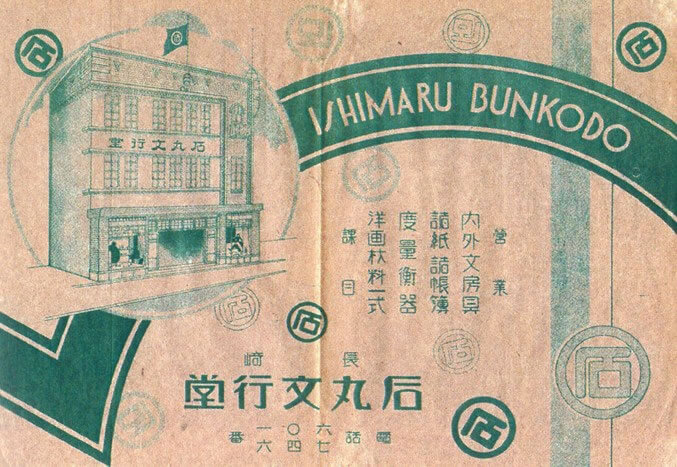 ISHIMARU BUNKODO
石丸文行堂
営業
内外文房具
諸紙諸帳簿
度量衡器
洋画材料一式
課目
長崎
石丸文行堂
電話
六〇一
七四六
番
石